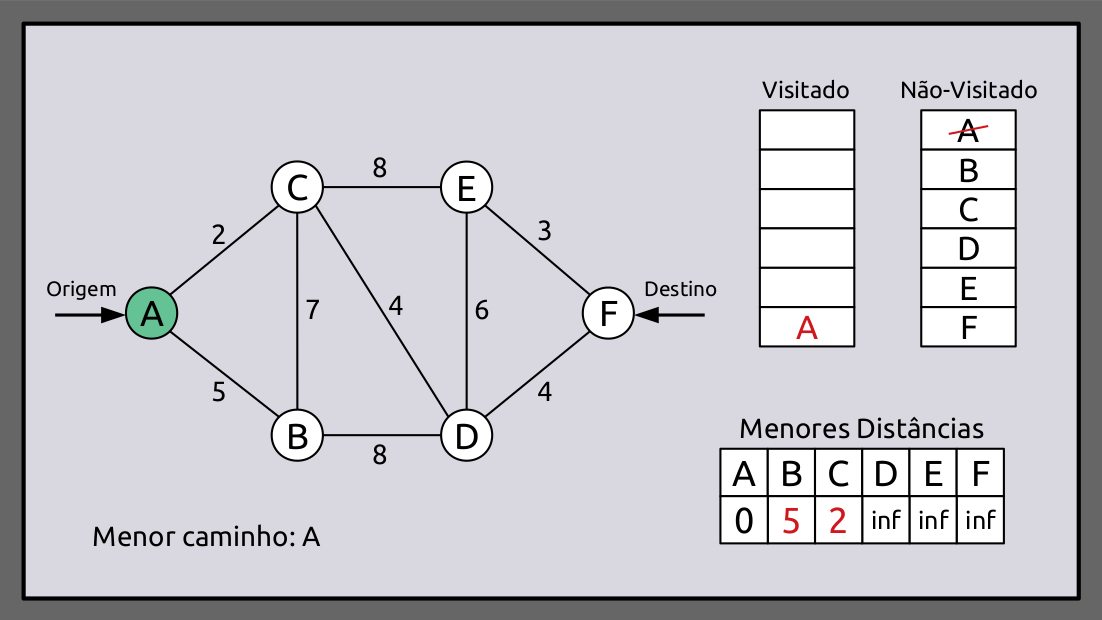 Visitado
Não-Visitado
A
B
C
D
E
F
A
8
C
E
2
3
Origem
A
7
4
6
F
Destino
5
4
B
D
8
Menores Distâncias
A B C D E F
0 5 2 inf inf inf
Menor caminho: A